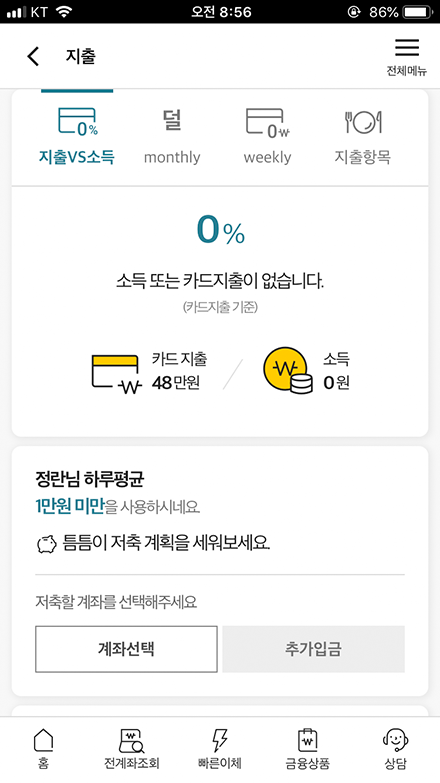 KT 오전 8:56 86%
지출
전체메뉴
0%
지출VS소득
덜
monthly
0₩
weekly
지출항목
0%
소득 또는 카드지출이 없습니다.
(카드지출 기준)
카드 지출
48만원
소득
0원
정란님 하루평균
1만원 미만을 사용하시네요.
틈틈이 저축 계획을 세워보세요.
저축할 계좌를 선택해주세요
계좌선택 추가입금
홈 전계좌조회 빠른이체 금융상품 상담